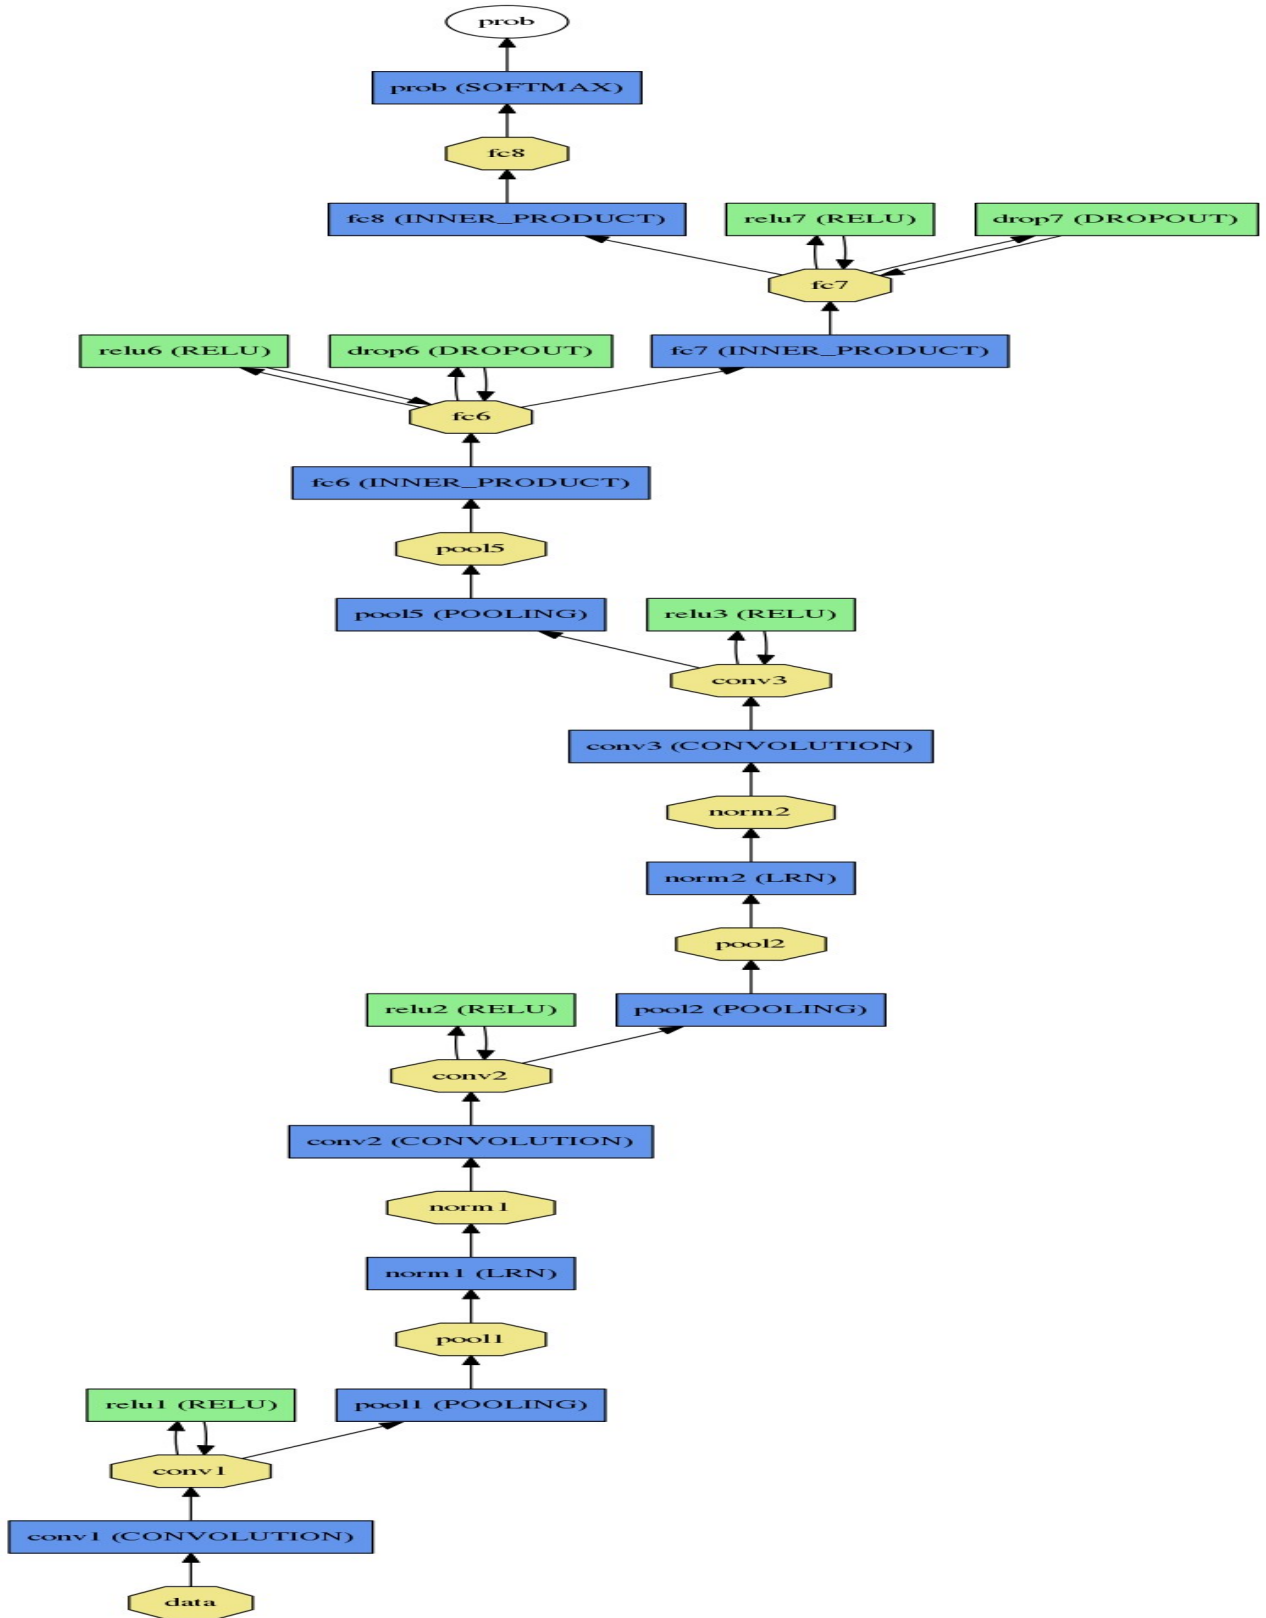 prob
prob (SOFTMAX)
fc8
fc8 (INNER_PRODUCT)
relu7 (RELU)
drop7 (DROPOUT)
fc7
relu6 (RELU)
drop6 (DROPOUT)
fc7 (INNER_PRODUCT)
fc6
fc6 (INNER_PRODUCT)
pool5
pool5 (POOLING)
relu3 (RELU)
conv3
conv3 (CONVOLUTION)
norm2
norm2 (LRN)
pool2
relu2 (RELU)
pool2 (POOLING)
conv2
conv2 (CONVOLUTION)
norm1
norm1 (LRN)
pool1
relu1 (RELU)
pool1 (POOLING)
conv1
conv1 (CONVOLUTION)
data